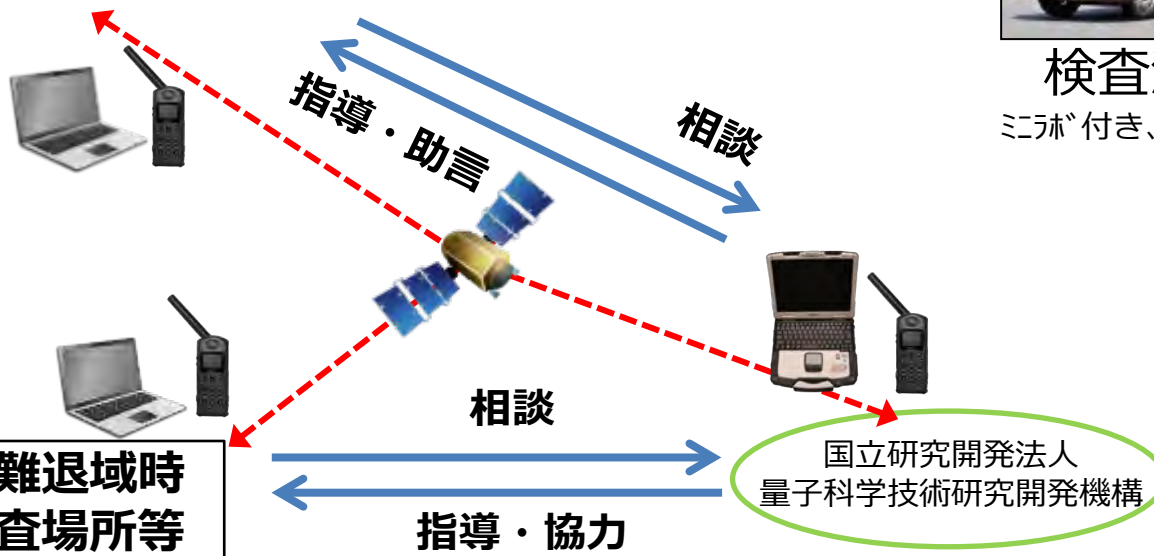 検査
ミニラボ付き、
指導・助言
相談
相談
国立研究開発法人
量子科学技術研究開発機構
難退域時
査場所等
指導・協力